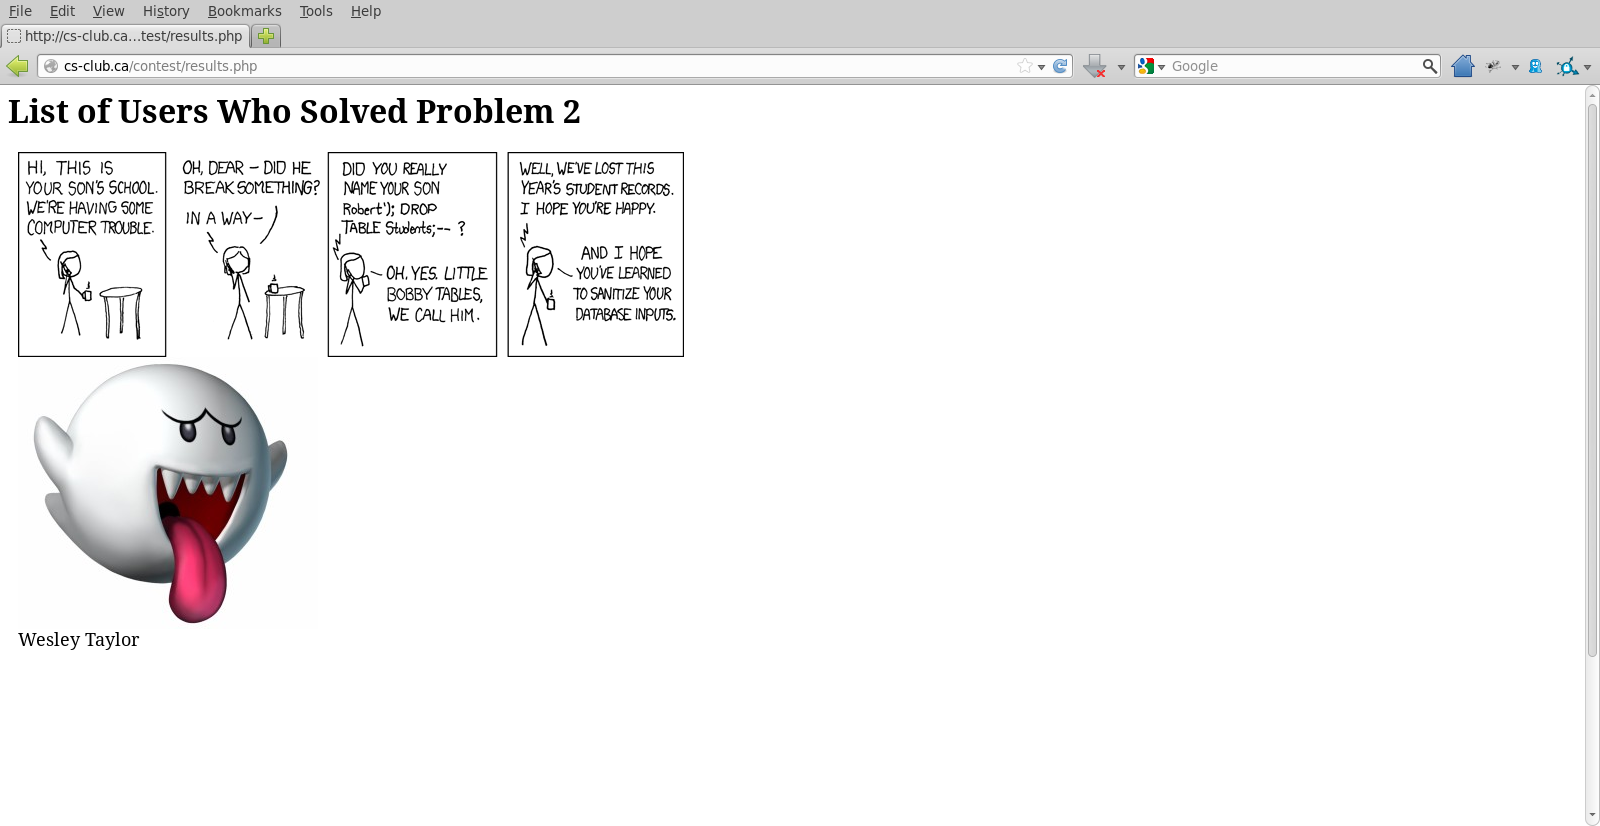 File Edit View History Bookmarks Tools Help
http://cs-club.ca...test/results.php
cs-club.ca/contest/results.php
Google
List of Users Who Solved Problem 2
HI, THIS IS
YOUR SON'S SCHOOL.
WE'RE HAVING SOME
COMPUTER TROUBLE.
OH, DEAR – DID HE
BREAK SOMETHING?
IN A WAY–
DID YOU REALLY
NAME YOUR SON
Robert'); DROP
TABLE Students;-- ?
OH, YES. LITTLE
BOBBY TABLES,
WE CALL HIM.
WELL, WE'VE LOST THIS
YEAR'S STUDENT RECORDS.
I HOPE YOU'RE HAPPY.
AND I HOPE
YOU'VE LEARNED
TO SANITIZE YOUR
DATABASE INPUTS.
Wesley Taylor